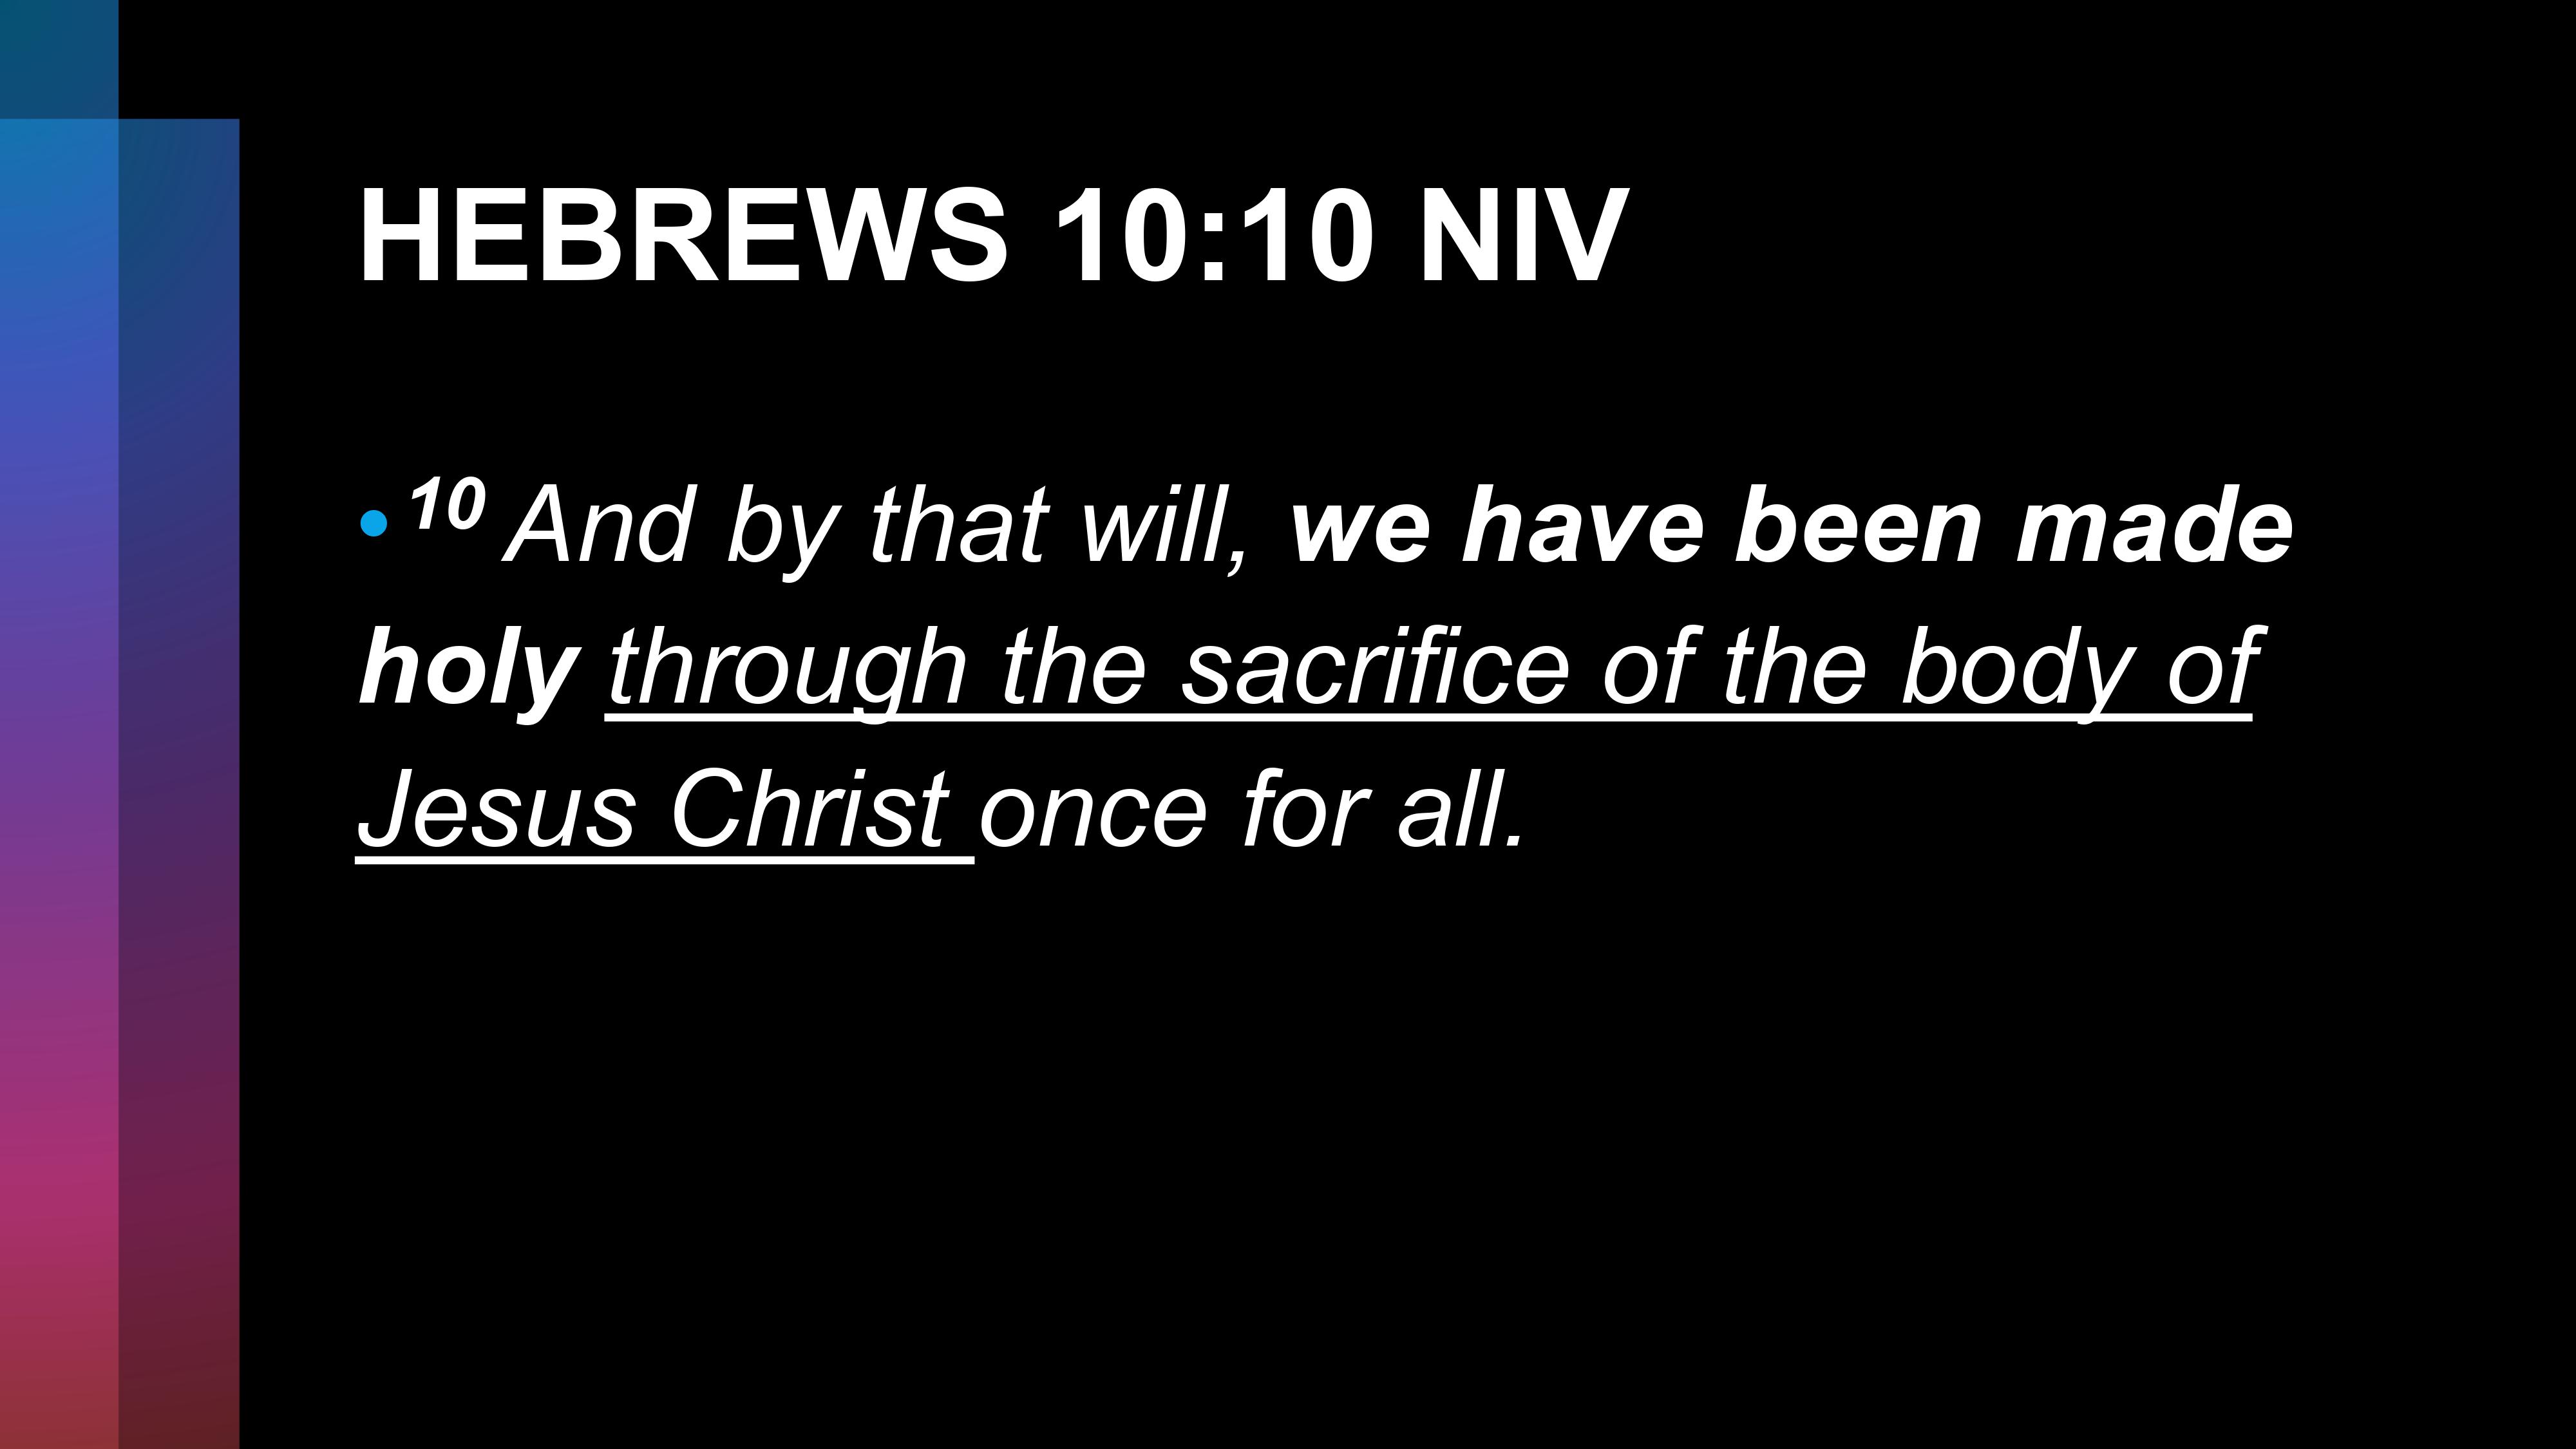 HEBREWS 10:10 NIV
• 10 And by that will, we have been made
holy through the sacrifice of the body of
Jesus Christ once for all.